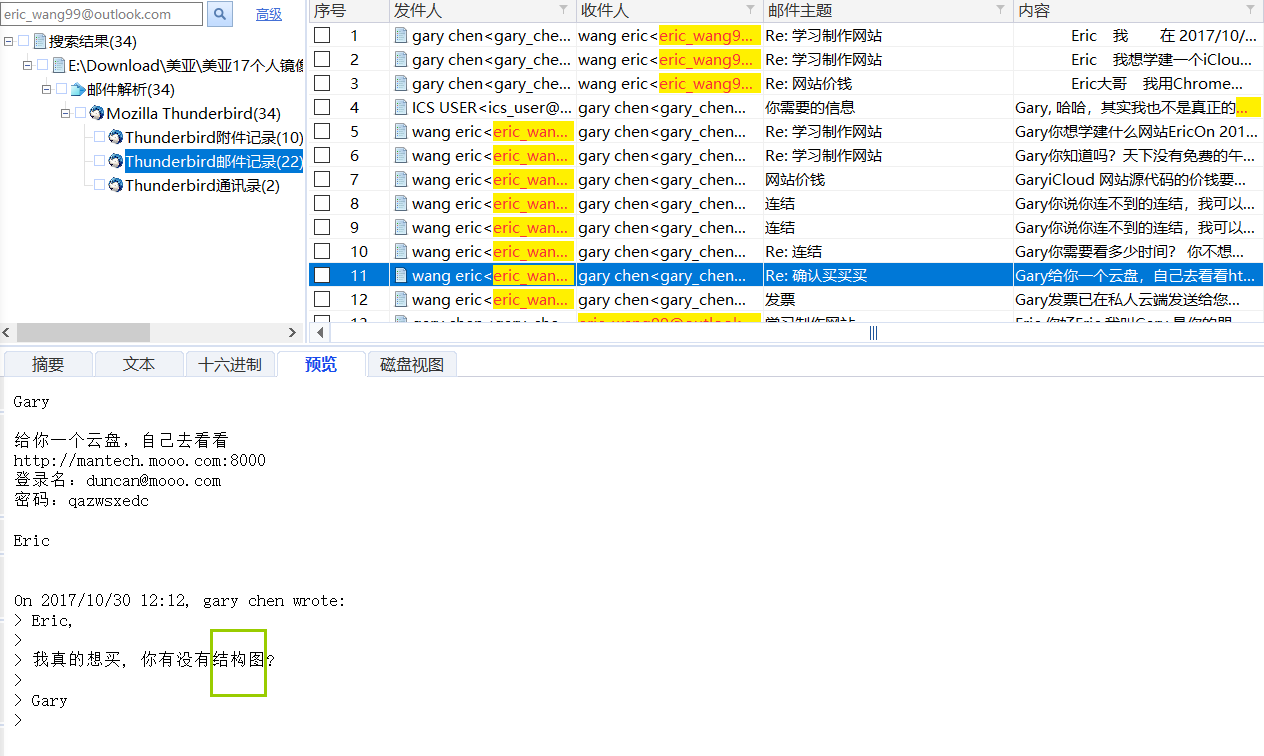 eric_wang99@outlook.com 高级
搜索结果(34)
E:\Download\美亚\美亚17个人镜像
邮件解析(34)
Mozilla Thunderbird(34)
Thunderbird附件记录(10)
Thunderbird邮件记录(22)
Thunderbird通讯录(2)
序号 发件人 收件人 邮件主题 内容
1 gary chen<gary_che... wang eric<eric_wang9... Re: 学习制作网站 Eric 我 在 2017/10/...
2 gary chen<gary_che... wang eric<eric_wang9... Re: 学习制作网站 Eric 我想学建一个iClou...
3 gary chen<gary_che... wang eric<eric_wang9... Re: 网站价钱 Eric大哥 我用Chrome...
4 ICS USER<ics_user@... gary chen<gary_chen... 你需要的信息 Gary, 哈哈，其实我也不是真正的...
5 wang eric<eric_wan... gary chen<gary_chen... Re: 学习制作网站 Gary你想学建什么网站EricOn 201...
6 wang eric<eric_wan... gary chen<gary_chen... Re: 学习制作网站 Gary你知道吗？天下没有免费的午...
7 wang eric<eric_wan... gary chen<gary_chen... 网站价钱 GaryiCloud 网站源代码的价钱要...
8 wang eric<eric_wan... gary chen<gary_chen... 连结 Gary你说你连不到的连结，我可以...
9 wang eric<eric_wan... gary chen<gary_chen... 连结 Gary你说你连不到的连结，我可以...
10 wang eric<eric_wan... gary chen<gary_chen... Re: 连结 Gary你需要看多少时间？ 你不想...
11 wang eric<eric_wan... gary chen<gary_chen... Re: 确认买买买 Gary给你一个云盘，自己去看看ht...
12 wang eric<eric_wan... gary chen<gary_chen... 发票 Gary发票已在私人云端发送给您...
摘要 文本 十六进制 预览 磁盘视图
Gary
给你一个云盘，自己去看看
http://mantech.mooo.com:8000
登录名：duncan@mooo.com
密码：qazwsxedc
Eric
On 2017/10/30 12:12, gary chen wrote:
> Eric,
>
> 我真的想买，你有没有结构图?
>
> Gary
>